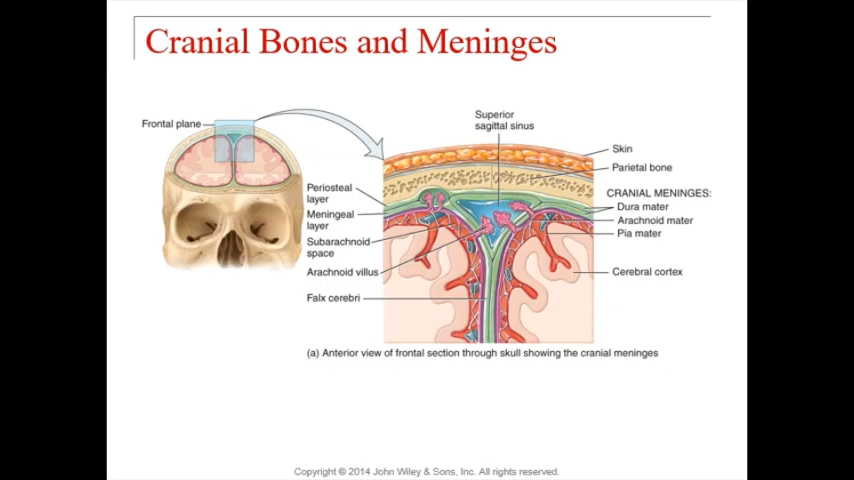 Cranial Bones and Meninges
Frontal plane
Superior
sagittal sinus
Skin
Parietal bone
CRANIAL MENINGES:
Dura mater
Arachnoid mater
Pia mater
Cerebral cortex
Periosteal
layer
Meningeal
layer
Subarachnoid
space
Arachnoid villus
Falx cerebri
(a) Anterior view of frontal section through skull showing the cranial meninges
Copyright © 2014 John Wiley & Sons, Inc. All rights reserved.